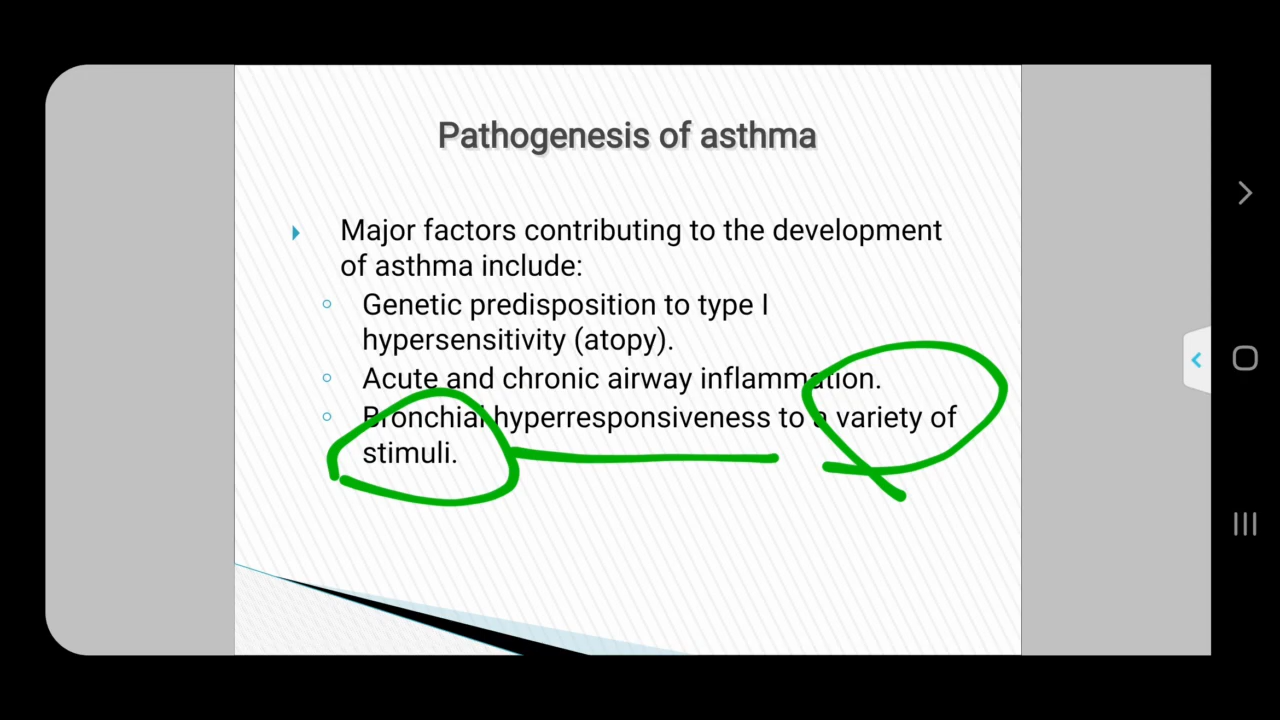 Pathogenesis of asthma
Major factors contributing to the development
of asthma include:
Genetic predisposition to type I
hypersensitivity (atopy).
Acute and chronic airway inflammation.
Bronchial hyperresponsiveness to a variety of
stimuli.